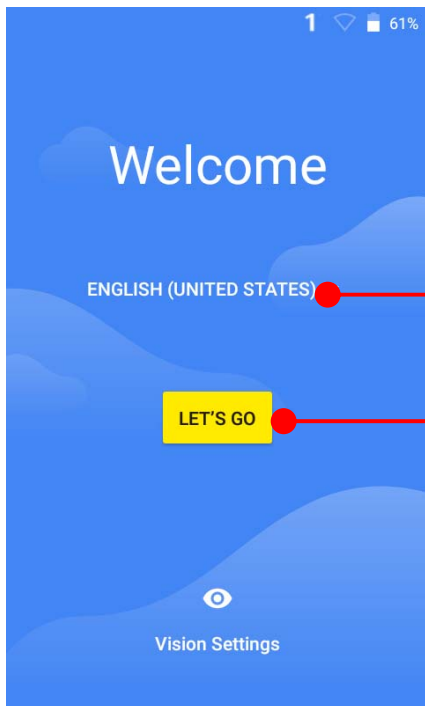 1 61%
Welcome
ENGLISH (UNITED STATES)
LET'S GO
Vision Settings